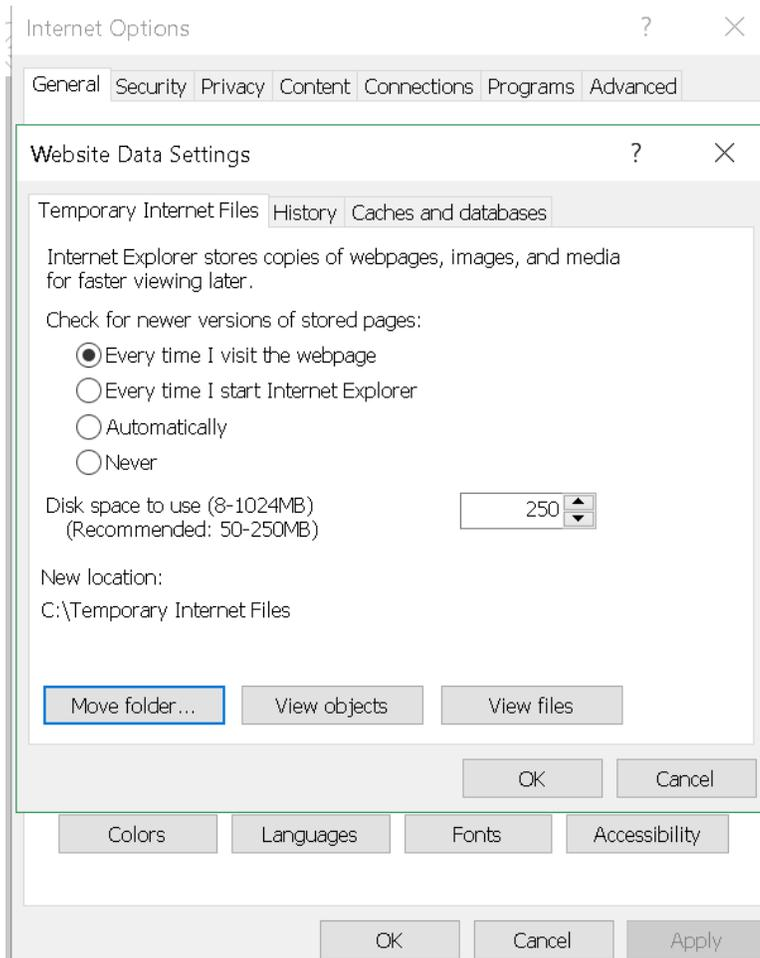 Internet Options
General Security Privacy Content Connections Programs Advanced
Website Data Settings
Temporary Internet Files History Caches and databases
Internet Explorer stores copies of webpages, images, and media
for faster viewing later.
Check for newer versions of stored pages:
Every time I visit the webpage
Every time I start Internet Explorer
Automatically
Never
Disk space to use (8-1024MB)
250
(Recommended: 50-250MB)
New location:
C:\Temporary Internet Files
Move folder... View objects View files
OK Cancel
Colors Languages Fonts Accessibility
OK Cancel Apply